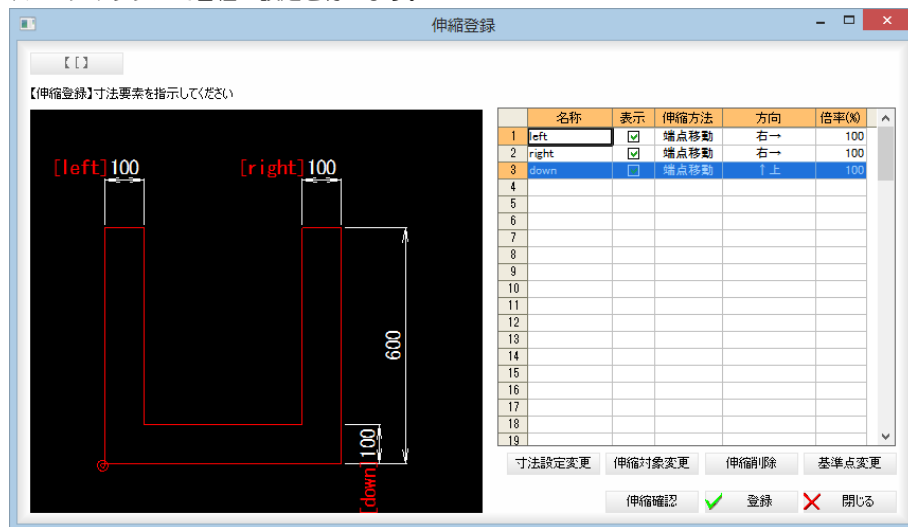 伸縮登録
【[】
【伸縮登録】寸法要素を指示してください
名称 表示 伸縮方法 方向 倍率(%)
1 left 端点移動 右→ 100
2 right 端点移動 右→ 100
3 down 端点移動 ↑上 100
4
5
6
7
8
9
10
11
12
13
14
15
16
17
18
19
[left]100
[right]100
600
[down]100
寸法設定変更 伸縮対象変更 伸縮削除 基準点変更
伸縮確認 登録 閉じる